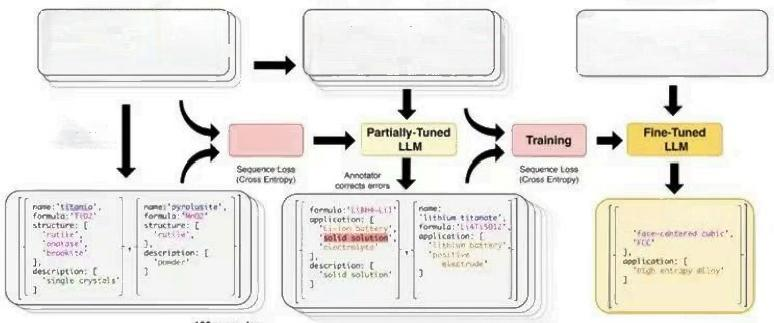 Partially-Tuned
LLM
Training
Fine-Tuned
LLM
Sequence Loss
(Cross Entropy)
Annotator
corrects errors
Sequence Loss
(Cross Entropy)
name:'titania',
formula:'TiO2'
structure: [
'rutile',
'anatase',
'brookite'
],
description: [
'single crystals'
]
,
name:'pyrolusite',
formula:'MnO2'
structure: [
'rutile',
],
description: [
'powder'
]
application: [
'Li-ion battery',
'solid solution',
'electrolyte'
],
description: [
'solid solution'
]
,
name:
'lithium titanate',
formula:'Li4Ti5O12',
application: [
'lithium battery'
'positive
electrode'
]
'face-centered cubic',
'FCC'
],
application: [
'high entropy alloy'
]